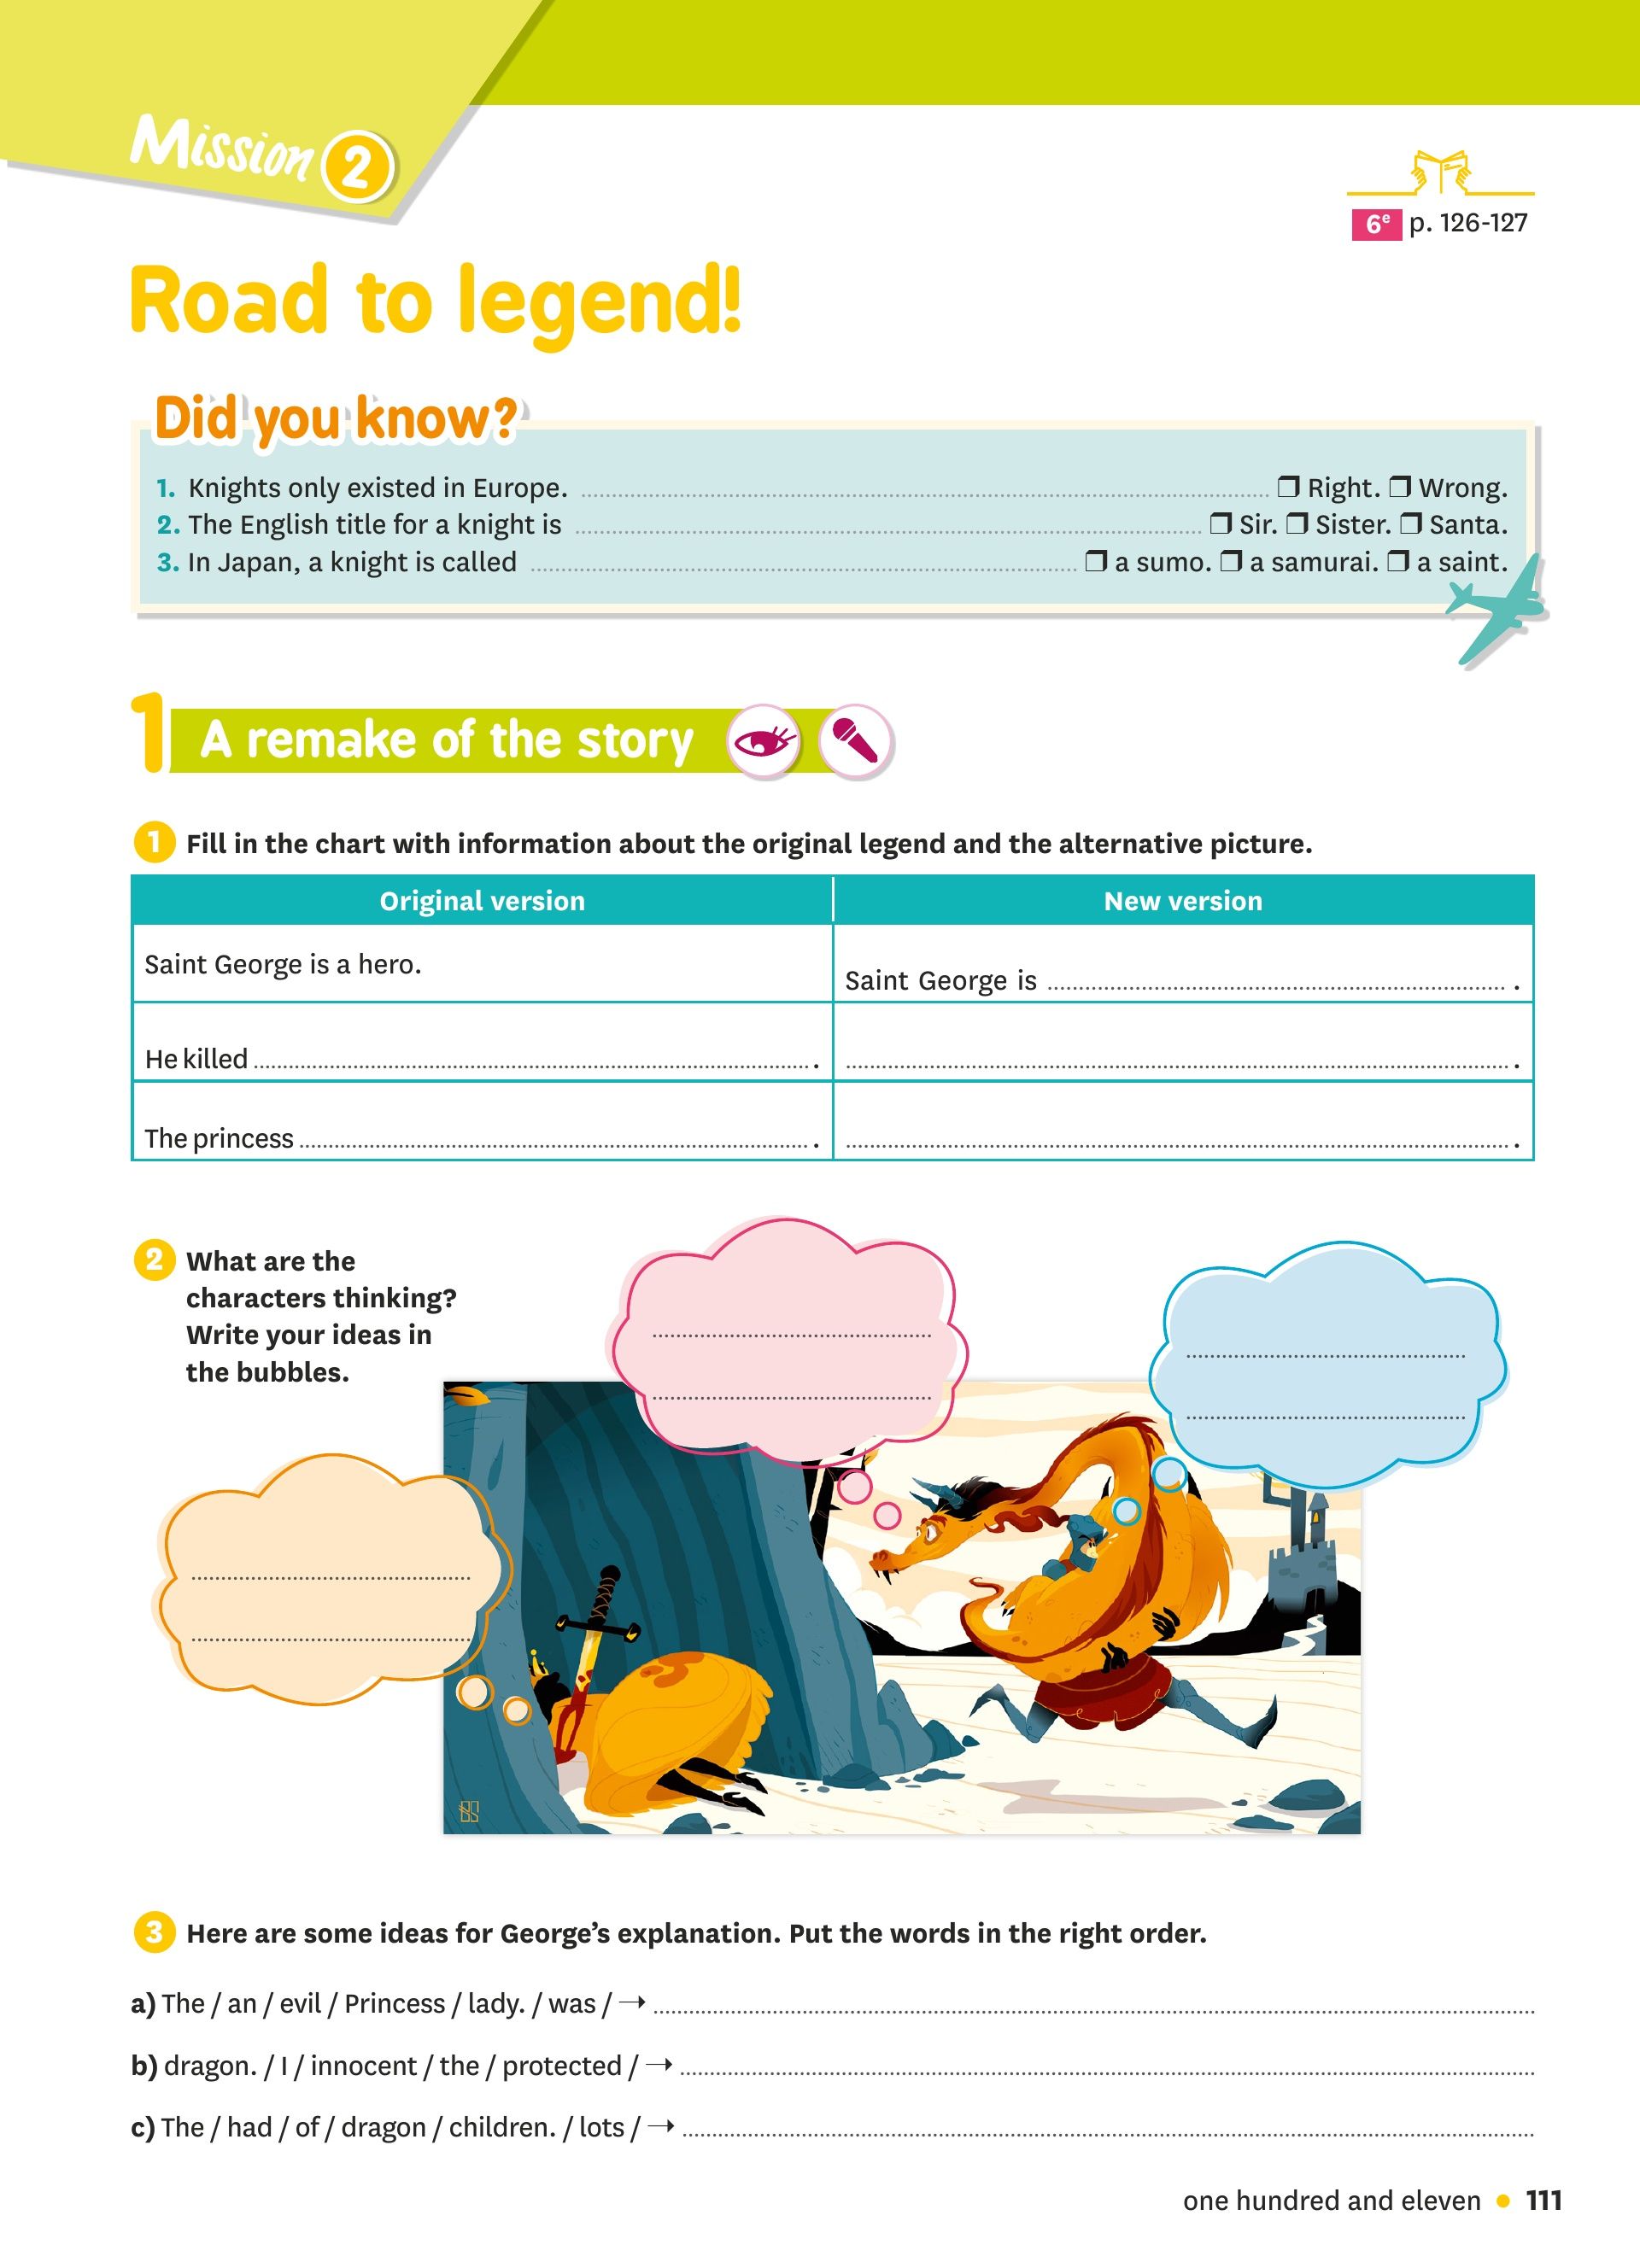 Mission 2
6e p. 126-127
Road to legend!
Did you know?
1. Knights only existed in Europe. ❒ Right. ❒ Wrong.
2. The English title for a knight is ❒ Sir. ❒ Sister. ❒ Santa.
3. In Japan, a knight is called ❒ a sumo. ❒ a samurai. ❒ a saint.
1 A remake of the story
1 Fill in the chart with information about the original legend and the alternative picture.
Original version New version
Saint George is a hero.
Saint George is .
He killed . .
The princess . .
2 What are the
characters thinking?
Write your ideas in
the bubbles.
3 Here are some ideas for George's explanation. Put the words in the right order.
a) The / an / evil / Princess / lady. / was / →
b) dragon. / I / innocent / the / protected / →
c) The / had / of / dragon / children. / lots / →
one hundred and eleven • 111